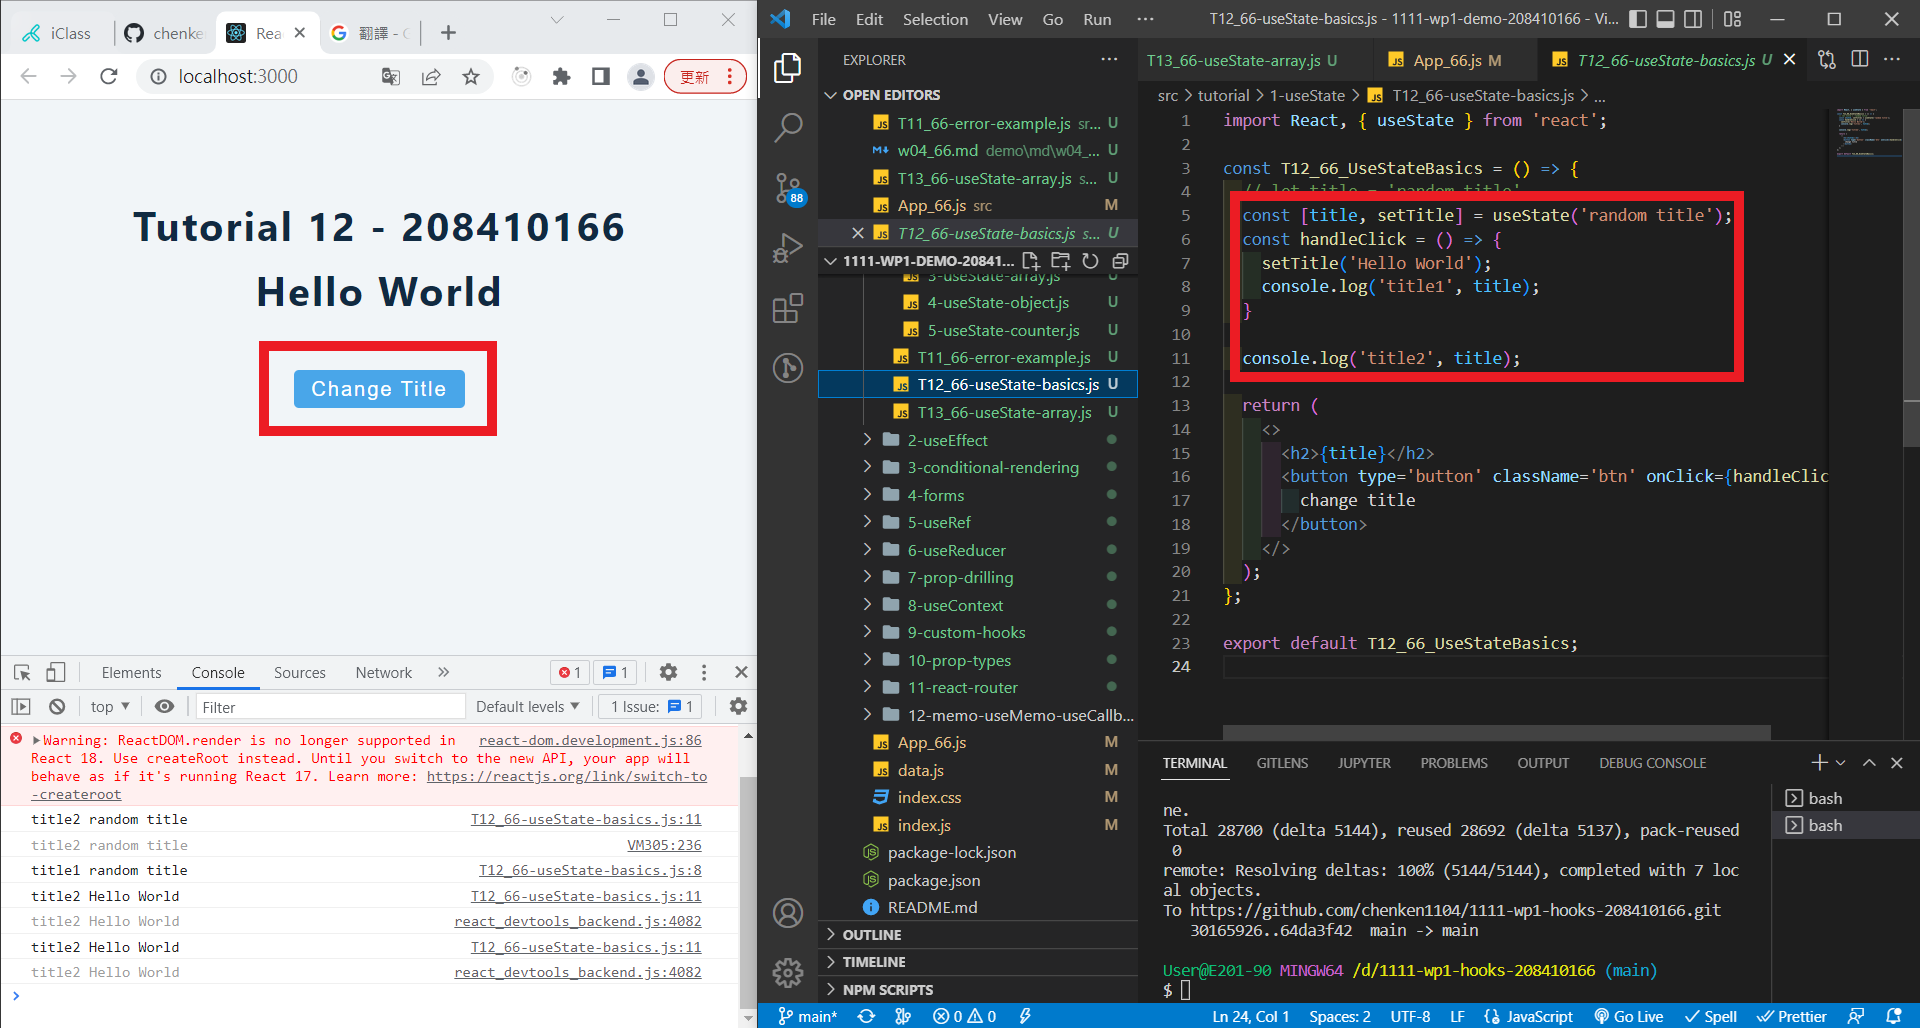 iClass
chenke
Rea
翻譯 - G
localhost:3000
更新
Tutorial 12 - 208410166
Hello World
Change Title
Elements
Console
Sources
Network
1
1
top
Filter
Default levels
1 Issue:
1
Warning: ReactDOM.render is no longer supported in react-dom.development.js:86
React 18. Use createRoot instead. Until you switch to the new API, your app will
behave as if it's running React 17. Learn more: https://reactjs.org/link/switch-to
-createroot
title2 random title T12_66-useState-basics.js:11
title2 random title VM305:236
title1 random title T12_66-useState-basics.js:8
title2 Hello World T12_66-useState-basics.js:11
title2 Hello World react_devtools_backend.js:4082
title2 Hello World T12_66-useState-basics.js:11
title2 Hello World react_devtools_backend.js:4082
File Edit Selection View Go Run ···
T12_66-useState-basics.js - 1111-wp1-demo-208410166 - Vi...
88
EXPLORER
OPEN EDITORS
JS T11_66-error-example.js sr... U
w04_66.md demo\md\w04_... U
JS T13_66-useState-array.js s... U
JS App_66.js src M
JS T12_66-useState-basics.js s... U
1111-WP1-DEMO-20841...
3-useState-array.js U
JS 4-useState-object.js U
JS 5-useState-counter.js U
JS T11_66-error-example.js U
JS T12_66-useState-basics.js U
JS T13_66-useState-array.js U
2-useEffect
3-conditional-rendering
4-forms
5-useRef
6-useReducer
7-prop-drilling
8-useContext
9-custom-hooks
10-prop-types
11-react-router
12-memo-useMemo-useCallb...
JS App_66.js M
JS data.js M
index.css M
JS index.js M
package-lock.json
package.json
README.md
OUTLINE
TIMELINE
NPM SCRIPTS
T13_66-useState-array.js U
JS App_66.js M
JS T12_66-useState-basics.js U
src > tutorial > 1-useState > JS T12_66-useState-basics.js > ...
1 import React, { useState } from 'react';
2
3 const T12_66_UseStateBasics = () => {
4 // let title = 'random title'
5 const [title, setTitle] = useState('random title');
6 const handleClick = () => {
7 setTitle('Hello World');
8 console.log('title1', title);
9 }
10
11 console.log('title2', title);
12
13 return (
14 <>
15 <h2>{title}</h2>
16 <button type='button' className='btn' onClick={handleClic
17 change title
18 </button>
19 </>
20 );
21 };
22
23 export default T12_66_UseStateBasics;
24
TERMINAL GITLENS JUPYTER PROBLEMS OUTPUT DEBUG CONSOLE
bash
bash
ne.
Total 28700 (delta 5144), reused 28692 (delta 5137), pack-reused
0
remote: Resolving deltas: 100% (5144/5144), completed with 7 loc
al objects.
To https://github.com/chenken1104/1111-wp1-hooks-208410166.git
30165926..64da3f42 main -> main
User@E201-90 MINGW64 /d/1111-wp1-hooks-208410166 (main)
$
main* 0 0 Ln 24, Col 1 Spaces: 2 UTF-8 LF {} JavaScript Go Live Spell Prettier